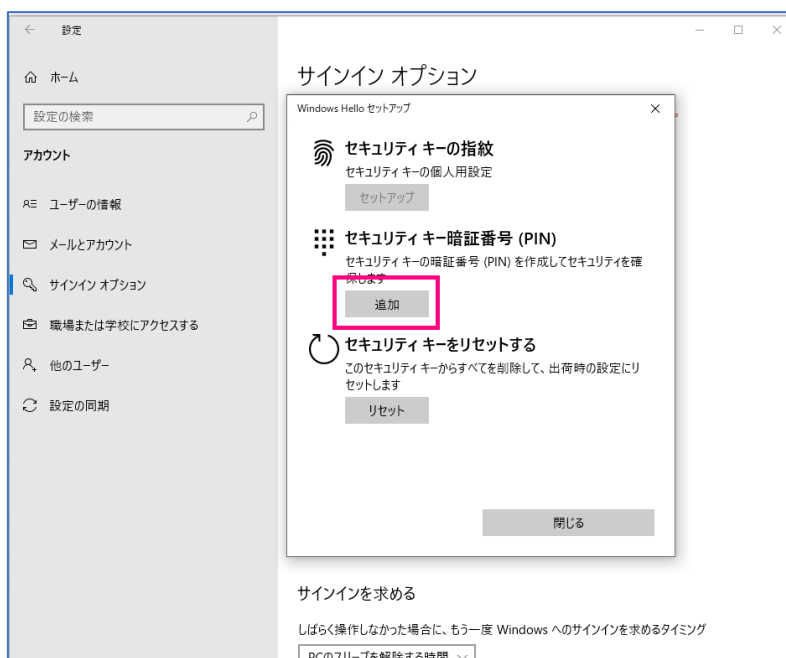 設定
ホーム
設定の検索
アカウント
ユーザーの情報
メールとアカウント
サインイン オプション
職場または学校にアクセスする
他のユーザー
設定の同期
サインイン オプション
Windows Hello セットアップ
セキュリティ キーの指紋
セキュリティ キーの個人用設定
セットアップ
セキュリティ キー暗証番号 (PIN)
セキュリティ キーの暗証番号 (PIN) を作成してセキュリティを確
保します
追加
セキュリティ キーをリセットする
このセキュリティ キーからすべてを削除して、出荷時の設定にリ
セットします
リセット
閉じる
サインインを求める
しばらく操作しなかった場合に、もう一度 Windows へのサインインを求めるタイミング
PCのスリープを解除する時間